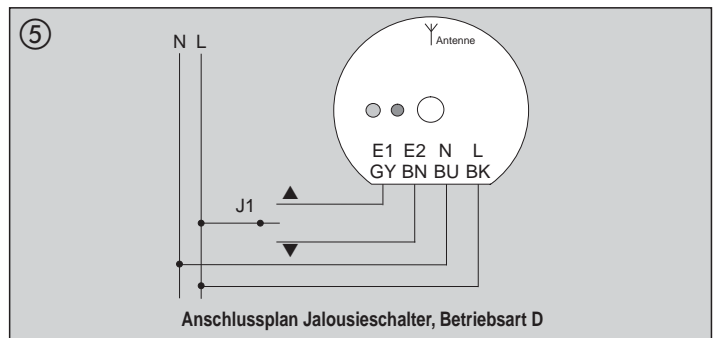 ⑤
N L
Antenne
E1 E2 N L
GY BN BU BK
J1
Anschlussplan Jalousieschalter, Betriebsart D